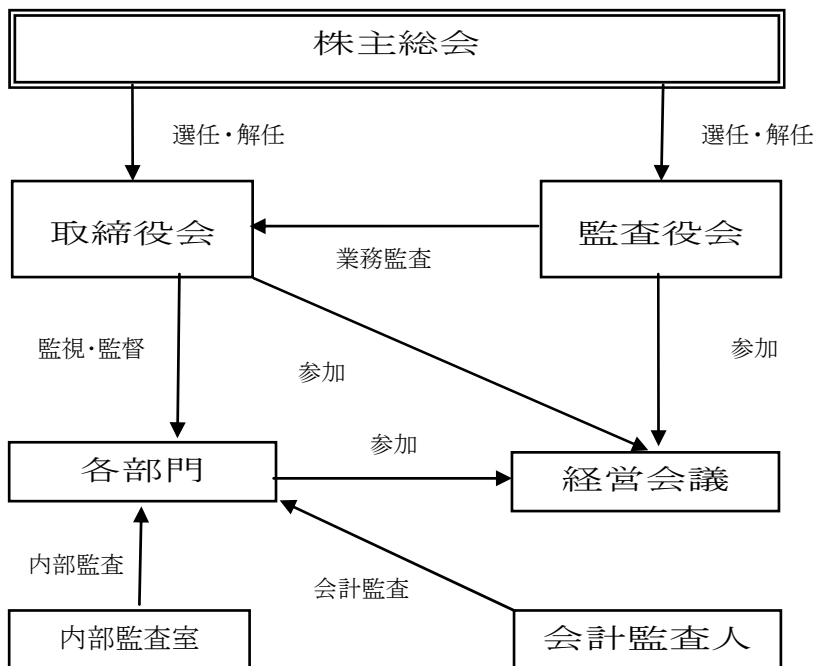 株主総会
選任・解任
選任・解任
取締役会
監査役会
業務監査
監視・監督
参加
参加
参加
各部門
経営会議
内部監査
会計監査
内部監査室
会計監査人